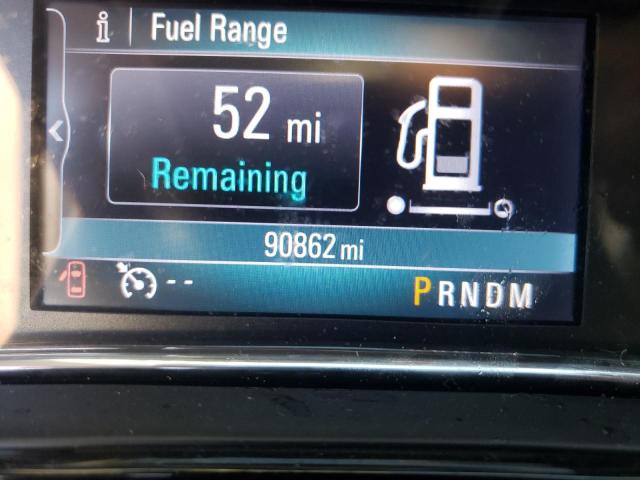 i Fuel Range
52 mi
Remaining
90862 mi
-- PRNDM